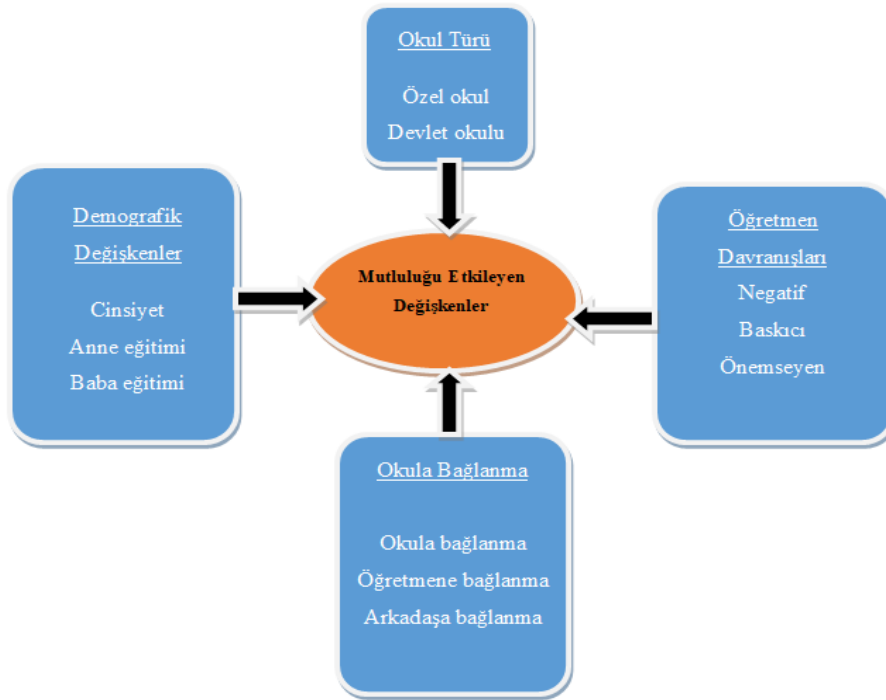 Okul Türü
Özel okul
Devlet okulu
Demografik
Değişkenler
Cinsiyet
Anne eğitimi
Baba eğitimi
Mutluluğu Etkileyen
Değişkenler
Öğretmen
Davranışları
Negatif
Baskıcı
Önemseyen
Okula Bağlanma
Okula bağlanma
Öğretmene bağlanma
Arkadaşa bağlanma